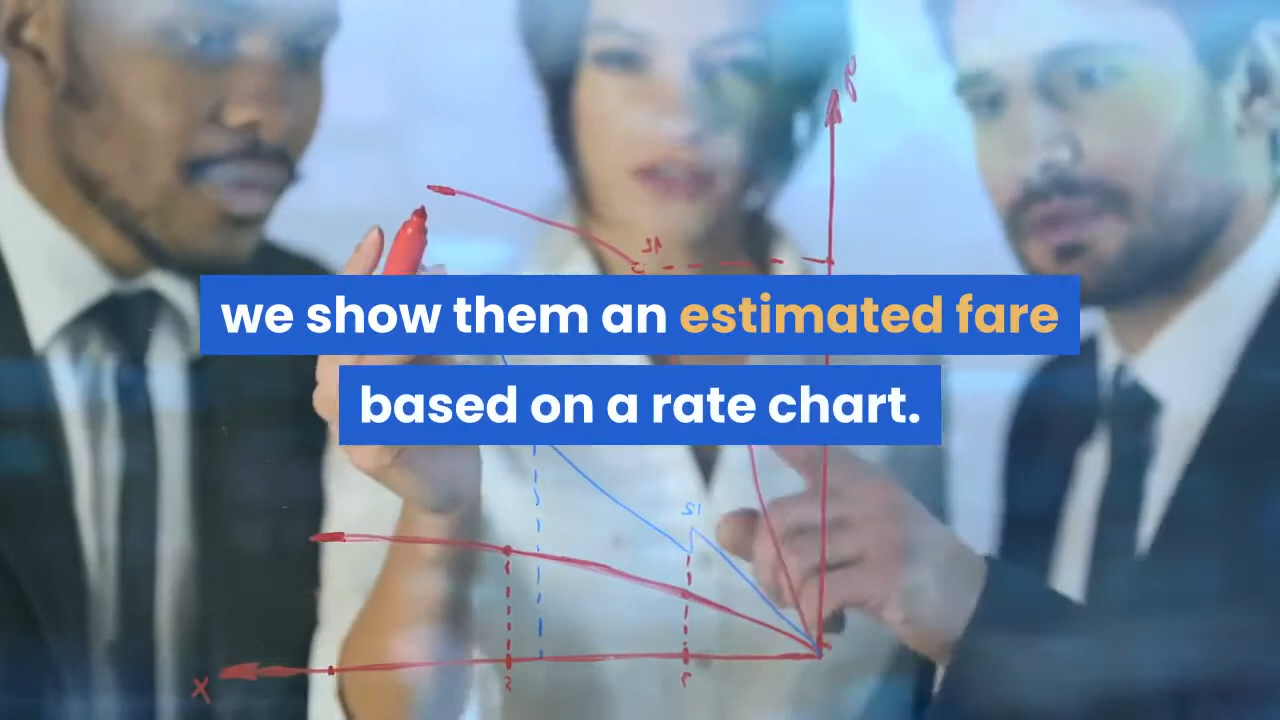 we show them an estimated fare
based on a rate chart.
X